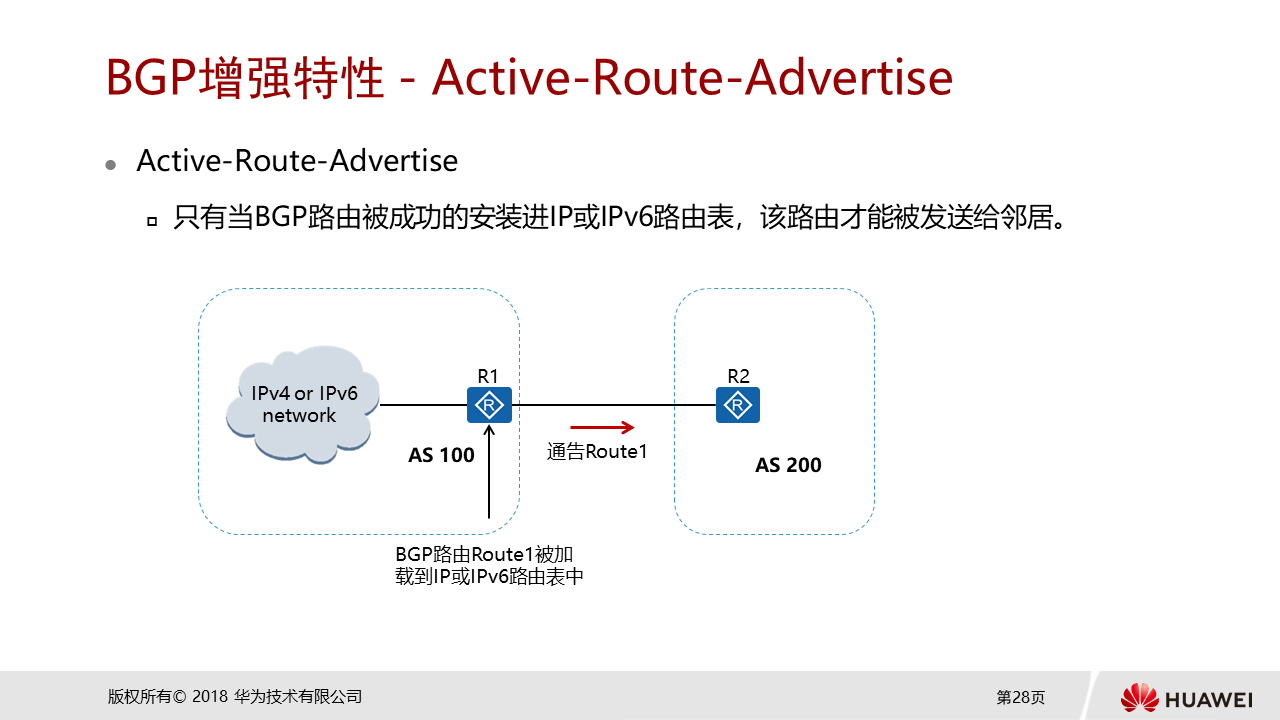 BGP增强特性 - Active-Route-Advertise
Active-Route-Advertise
只有当BGP路由被成功的安装进IP或IPv6路由表，该路由才能被发送给邻居。
IPv4 or IPv6
network
R1
R
R2
R
AS 100
通告Route1
AS 200
BGP路由Route1被加
载到IP或IPv6路由表中
版权所有© 2018 华为技术有限公司
第28页
HUAWEI